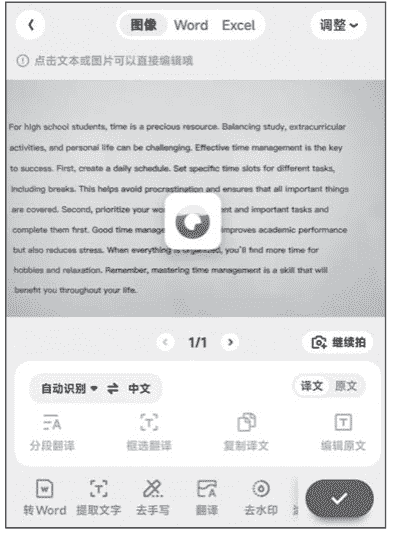 图像 Word Excel 调整
点击文本或图片可以直接编辑哦
For high school students, time is a precious resource. Balancing study, extracurricular
activities, and personal life can be challenging. Effective time management is the key
to success. First, create a daily schedule. Set specific time slots for different tasks,
including breaks. This helps avoid procrastination and ensures that all important things
are covered. Second, prioritize your and important tasks and
complete them first. Good time improves academic performance
but also reduces stress. When everything is organized, you'll find more time for
hobbies and relaxation. Remember, mastering time management is a skill that will
benefit you throughout your life.
1/1 继续拍
自动识别 中文 译文 原文
分段翻译 框选翻译 复制译文 编辑原文
转Word 提取文字 去手写 翻译 去水印